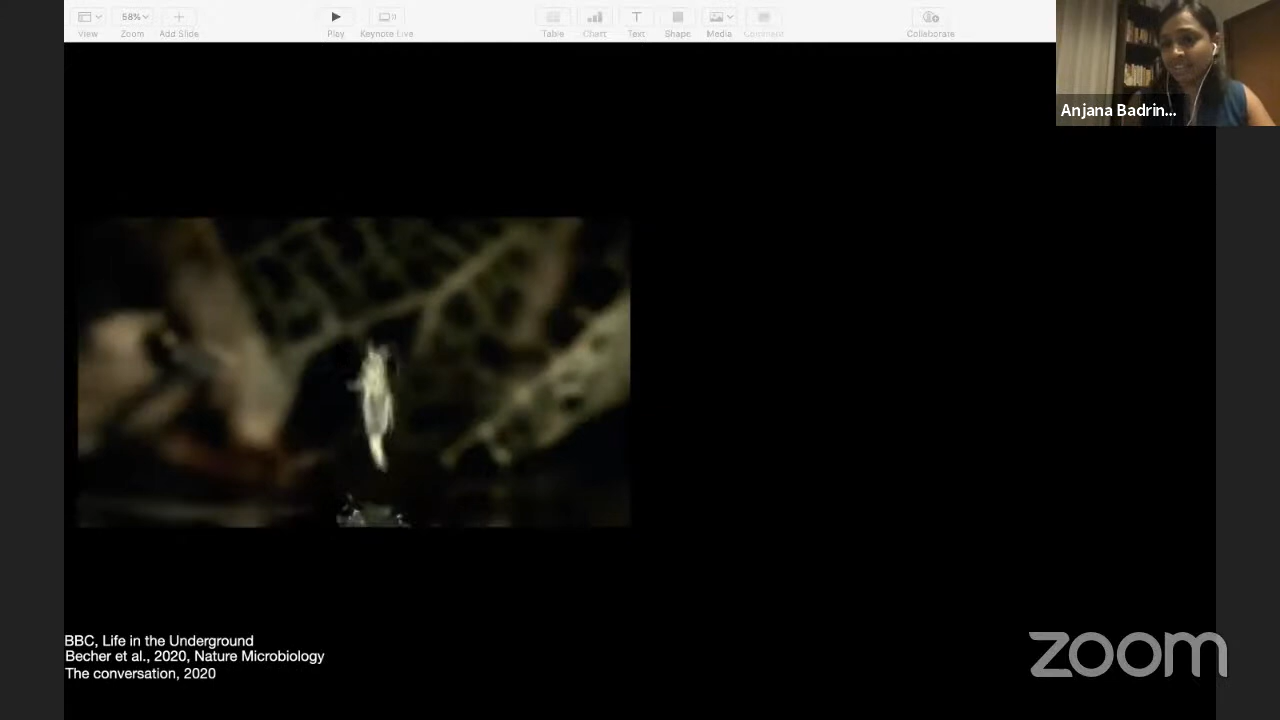 58%
View
Zoom
Add Slide
Play
Keynote Live
Table
Chart
Text
Shape
Media
Comment
Collaborate
Anjana Badrin...
BBC, Life in the Underground
Becher et al., 2020, Nature Microbiology
The conversation, 2020
zoom